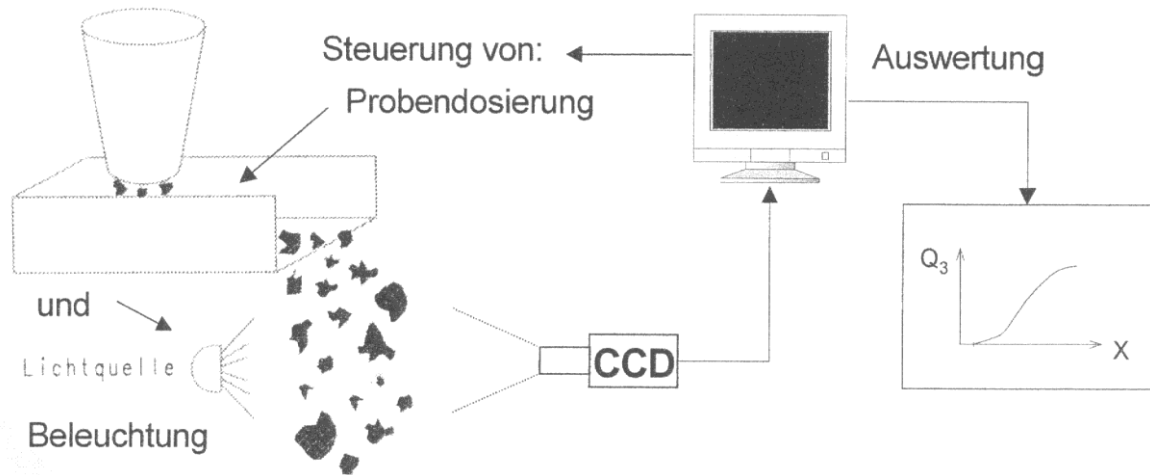 Steuerung von:
Probendosierung
Auswertung
und
Lichtquelle
Beleuchtung
CCD
Q₃
X